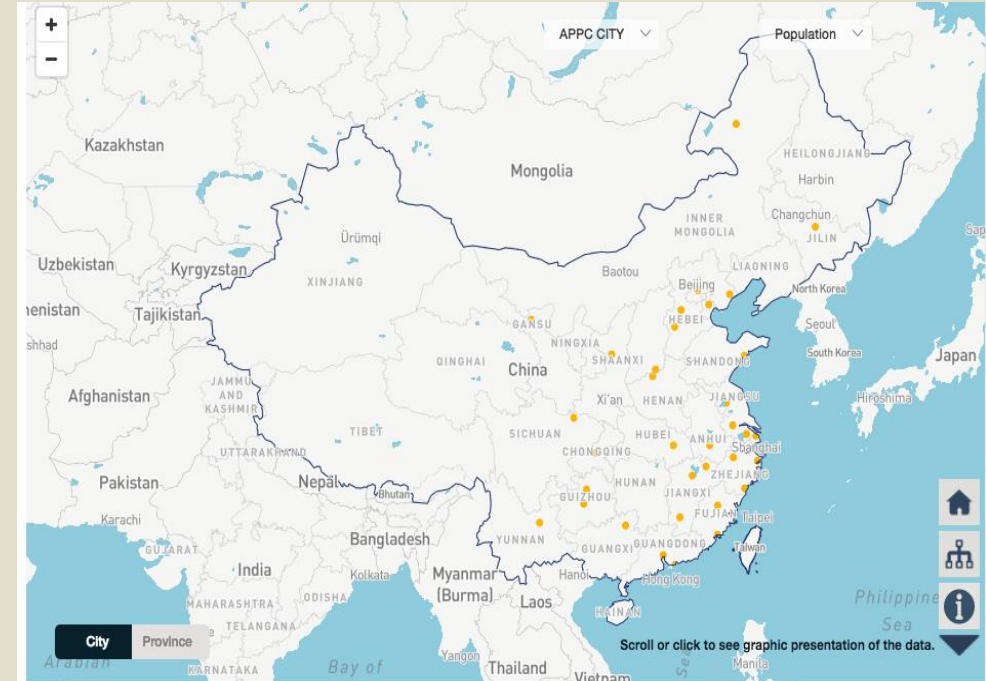 +
APPC CITY
Population
−
Kazakhstan
Mongolia
HEILONGJIANG
Harbin
Changchun
JILIN
INNER
MONGOLIA
Ürümqi
XINJIANG
Uzbekistan
Kyrgyzstan
Baotou
LIAONING
Beijing
North Korea
Tajikistan
GANSU
HEBEI
Seoul
NINGXIA
SHAANXI
SHANDONG
South Korea
Japan
QINGHAI
China
JAMMU
AND
KASHMIR
Afghanistan
Xi'an
HENAN
JIANGSU
Hiroshima
TIBET
SICHUAN
HUBEI
ANHUI
Shanghai
UTTARAKHAND
CHONGQING
ZHEJIANG
Pakistan
Nepal
Bhutan
HUNAN
JIANGXI
GUIZHOU
Karachi
FUJIAN
Taipei
GUJARAT
Bangladesh
YUNNAN
GUANGXI
GUANGDONG
Taiwan
India
Kolkata
Myanmar
(Burma)
Hanoi
Hong Kong
MAHARASHTRA
ODISHA
Laos
HAINAN
Philippine
Sea
TELANGANA
City
Province
Scroll or click to see graphic presentation of the data.
Arabian
KARNATAKA
Bay of
Yangon
Thailand
Vietnam
Sea
Manila